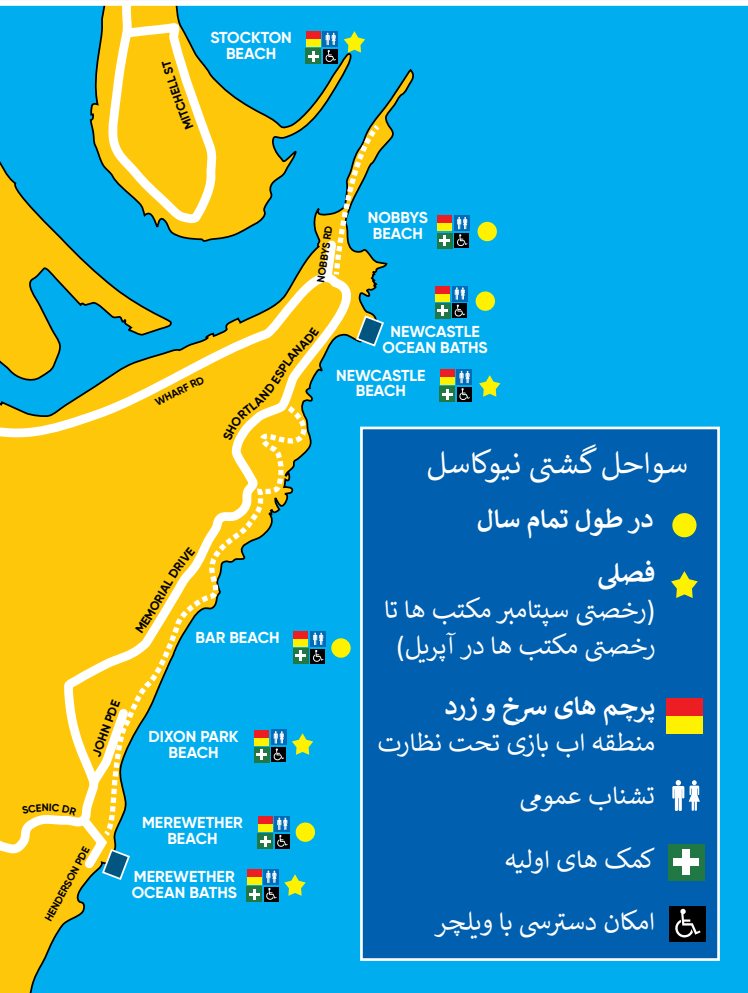 STOCKTON
BEACH
MITCHELL ST
NOBBYS
BEACH
NOBBYS RD
NEWCASTLE
OCEAN BATHS
NEWCASTLE
BEACH
SHORTLAND ESPLANADE
WHARF RD
MEMORIAL DRIVE
BAR BEACH
JOHN PDE
DIXON PARK
BEACH
SCENIC DR
MEREWETHER
BEACH
MEREWETHER
OCEAN BATHS
HENDERSON PDE
سواحل گشتی نیوکاسل
در طول تمام سال
فصلی
(رخصتی سپتامبر مکتب ها تا
رخصتی مکتب ها در آپریل)
پرچم های سرخ و زرد
منطقه اب بازی تحت نظارت
تشناب عمومی
کمک های اولیه
امکان دسترسی با ویلچر